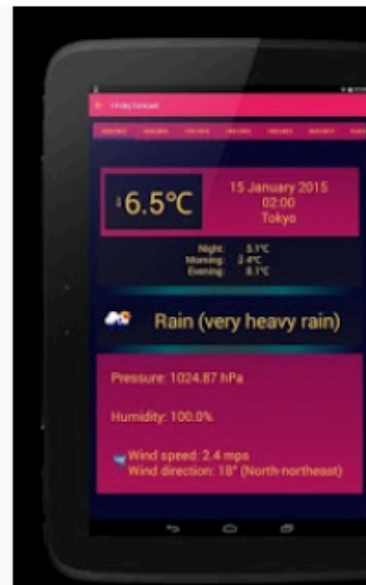 6.5°C
15 January 2015
02:00
Tokyo
Night: 5.1°C
Morning: 4°C
Evening: 8.1°C
Rain (very heavy rain)
Pressure: 1024.87 hPa
Humidity: 100.0%
Wind speed: 2.4 mps
Wind direction: 18° (North-northeast)